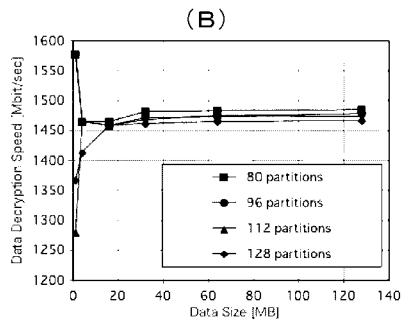 (B)
Data Decryption Speed [Mbit/sec]
1600
1550
1500
1450
1400
1350
1300
1250
1200
80 partitions
96 partitions
112 partitions
128 partitions
0 20 40 60 80 100 120 140
Data Size [MB]